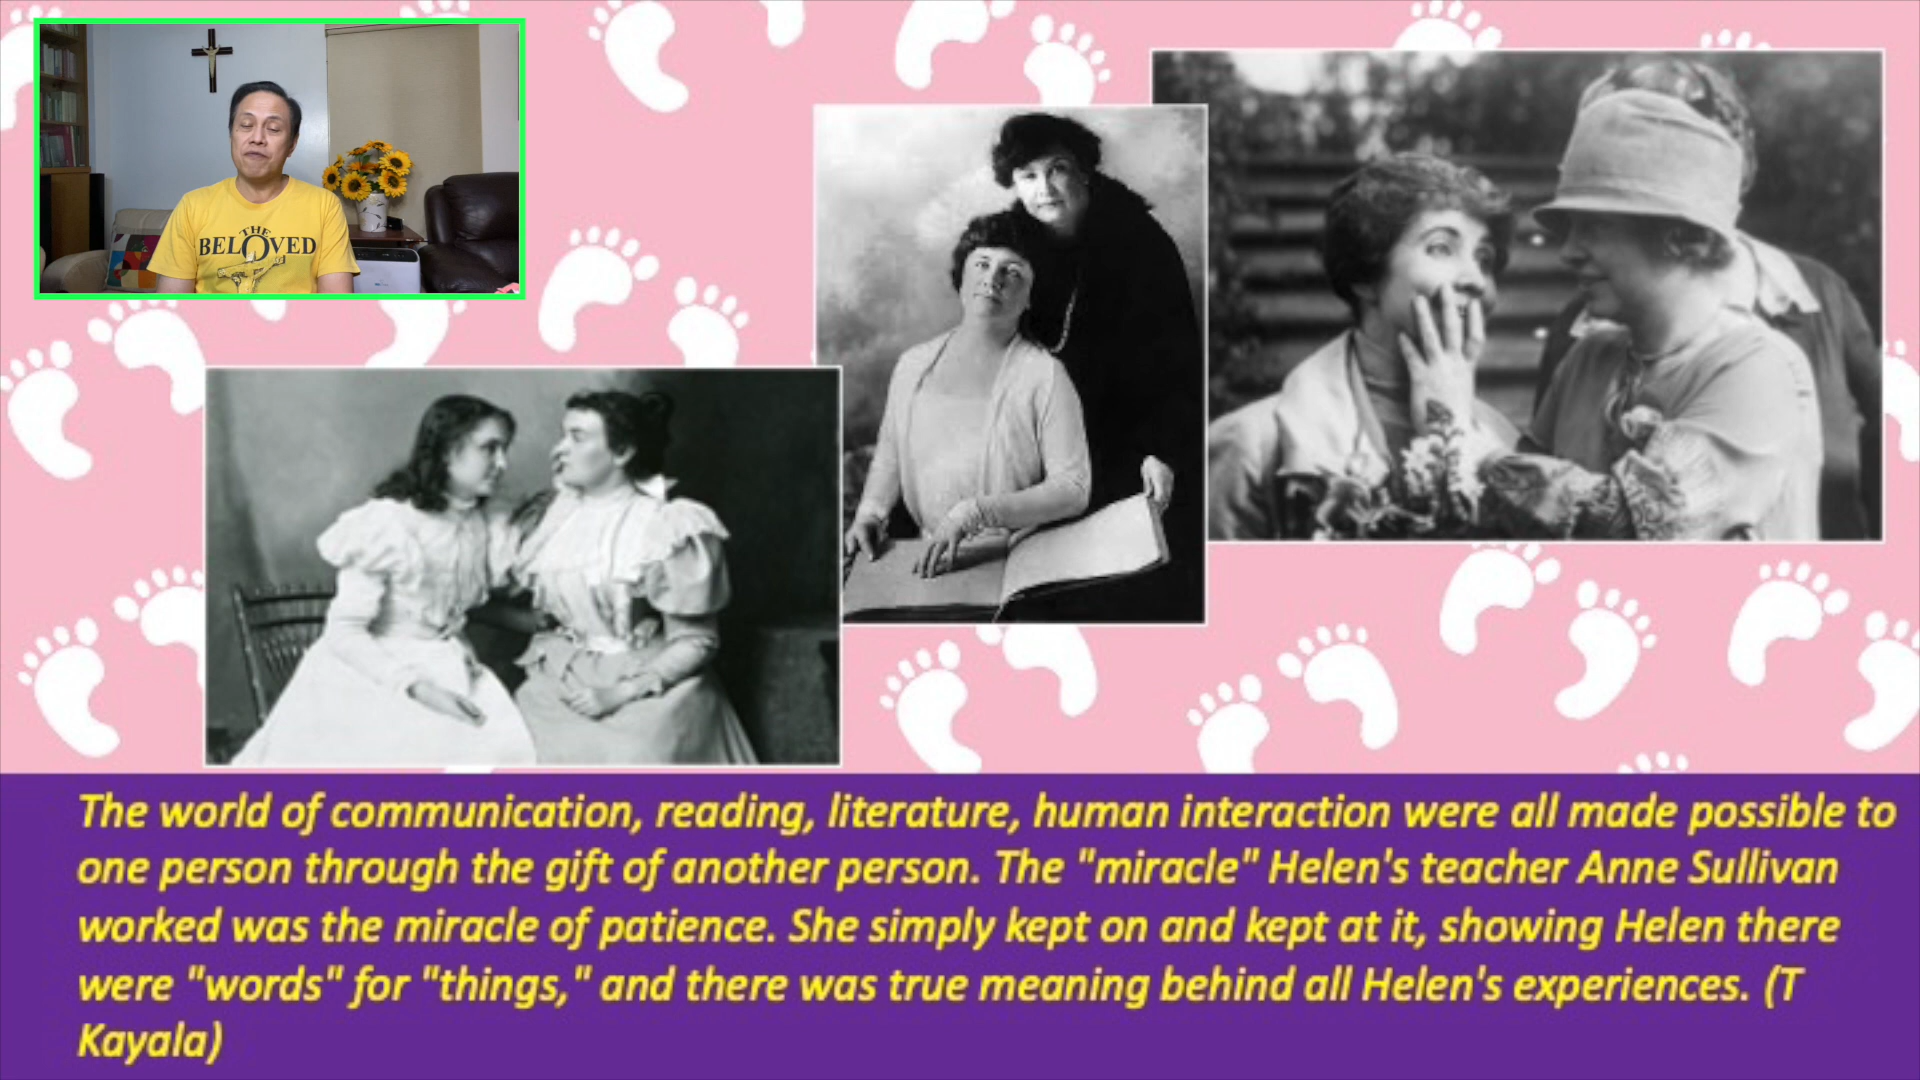 THE
BELOVED
The world of communication, reading, literature, human interaction were all made possible to
one person through the gift of another person. The "miracle" Helen's teacher Anne Sullivan
worked was the miracle of patience. She simply kept on and kept at it, showing Helen there
were "words" for "things," and there was true meaning behind all Helen's experiences. (T
Kayala)